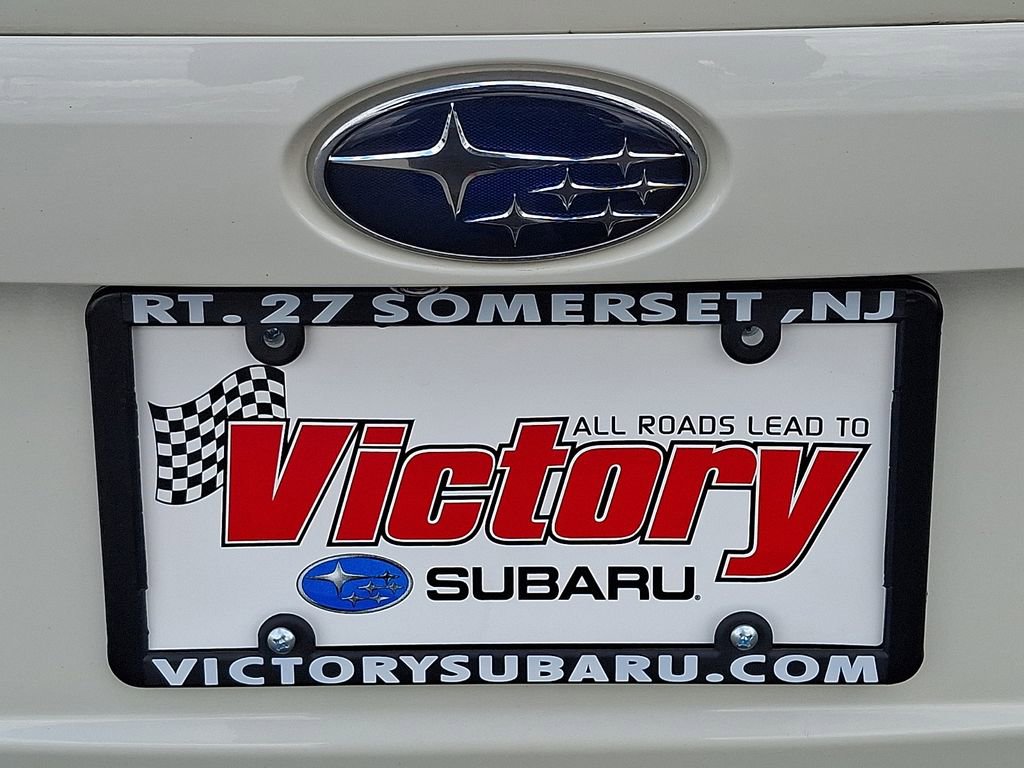 RT. 27 SOMERSET, NJ
ALL ROADS LEAD TO
Victory
SUBARU.
VICTORYSUBARU.COM